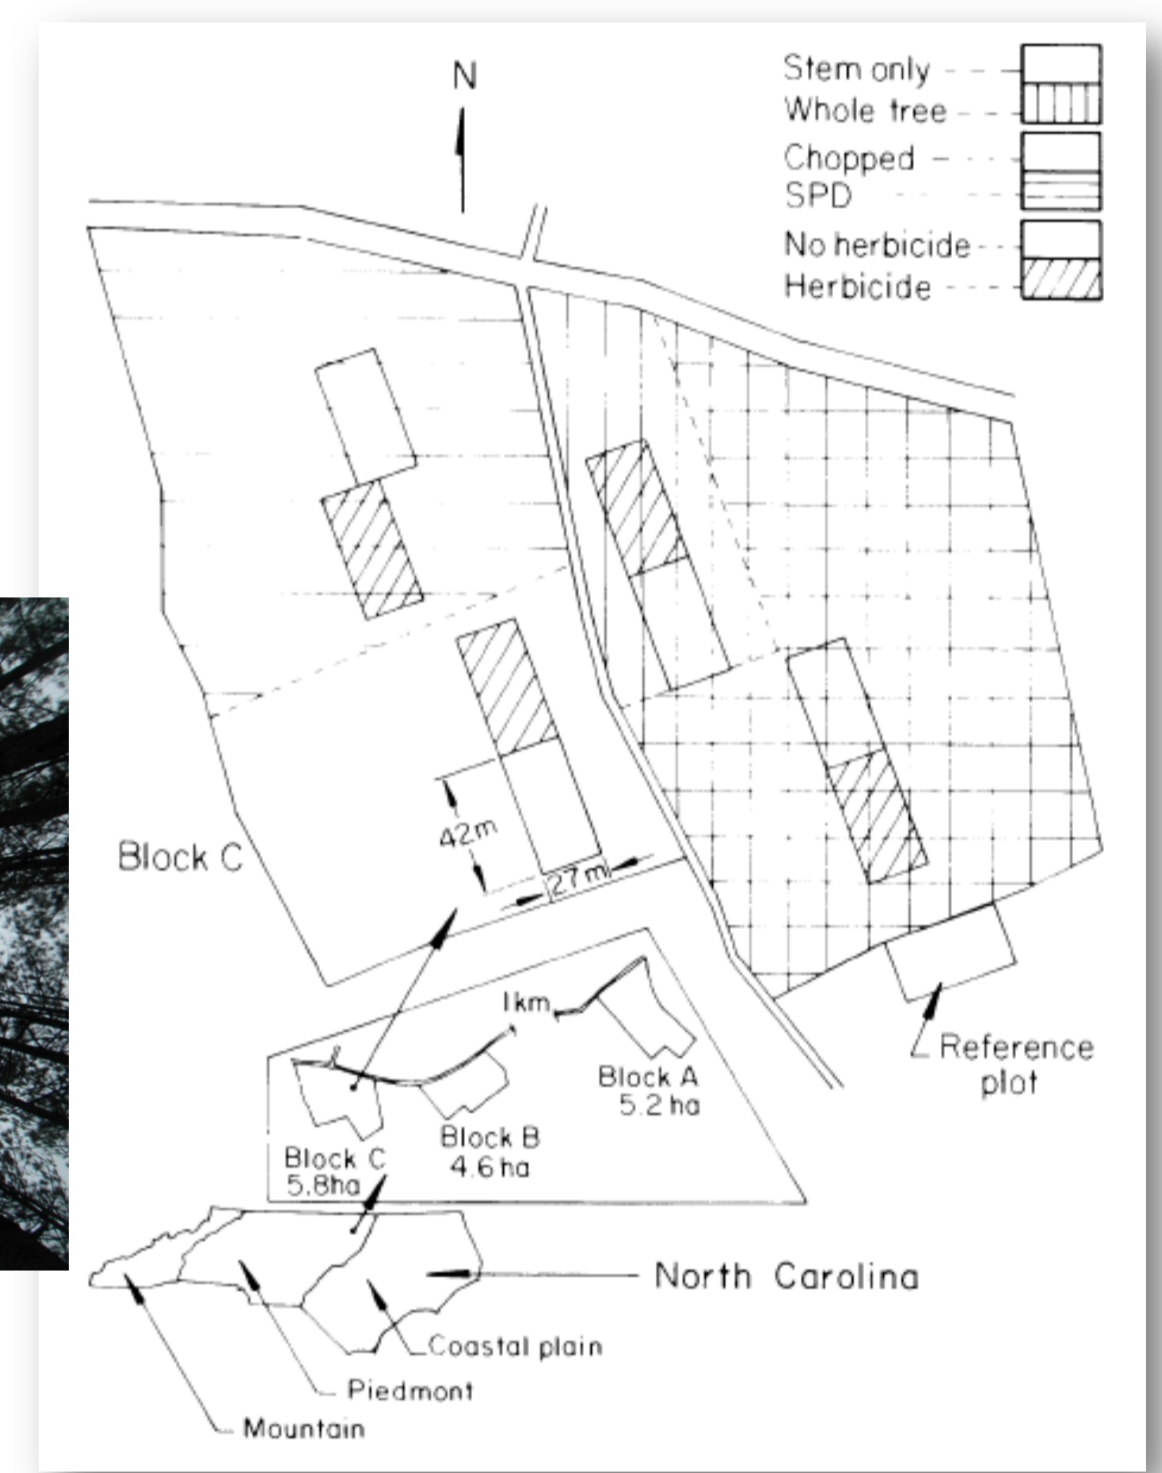 N
Stem only
Whole tree
Chopped
SPD
No herbicide
Herbicide
Block C
42m
27m
1km
Block A
5.2 ha
Block B
4.6 ha
Block C
5.8ha
Reference
plot
North Carolina
Coastal plain
Piedmont
Mountain